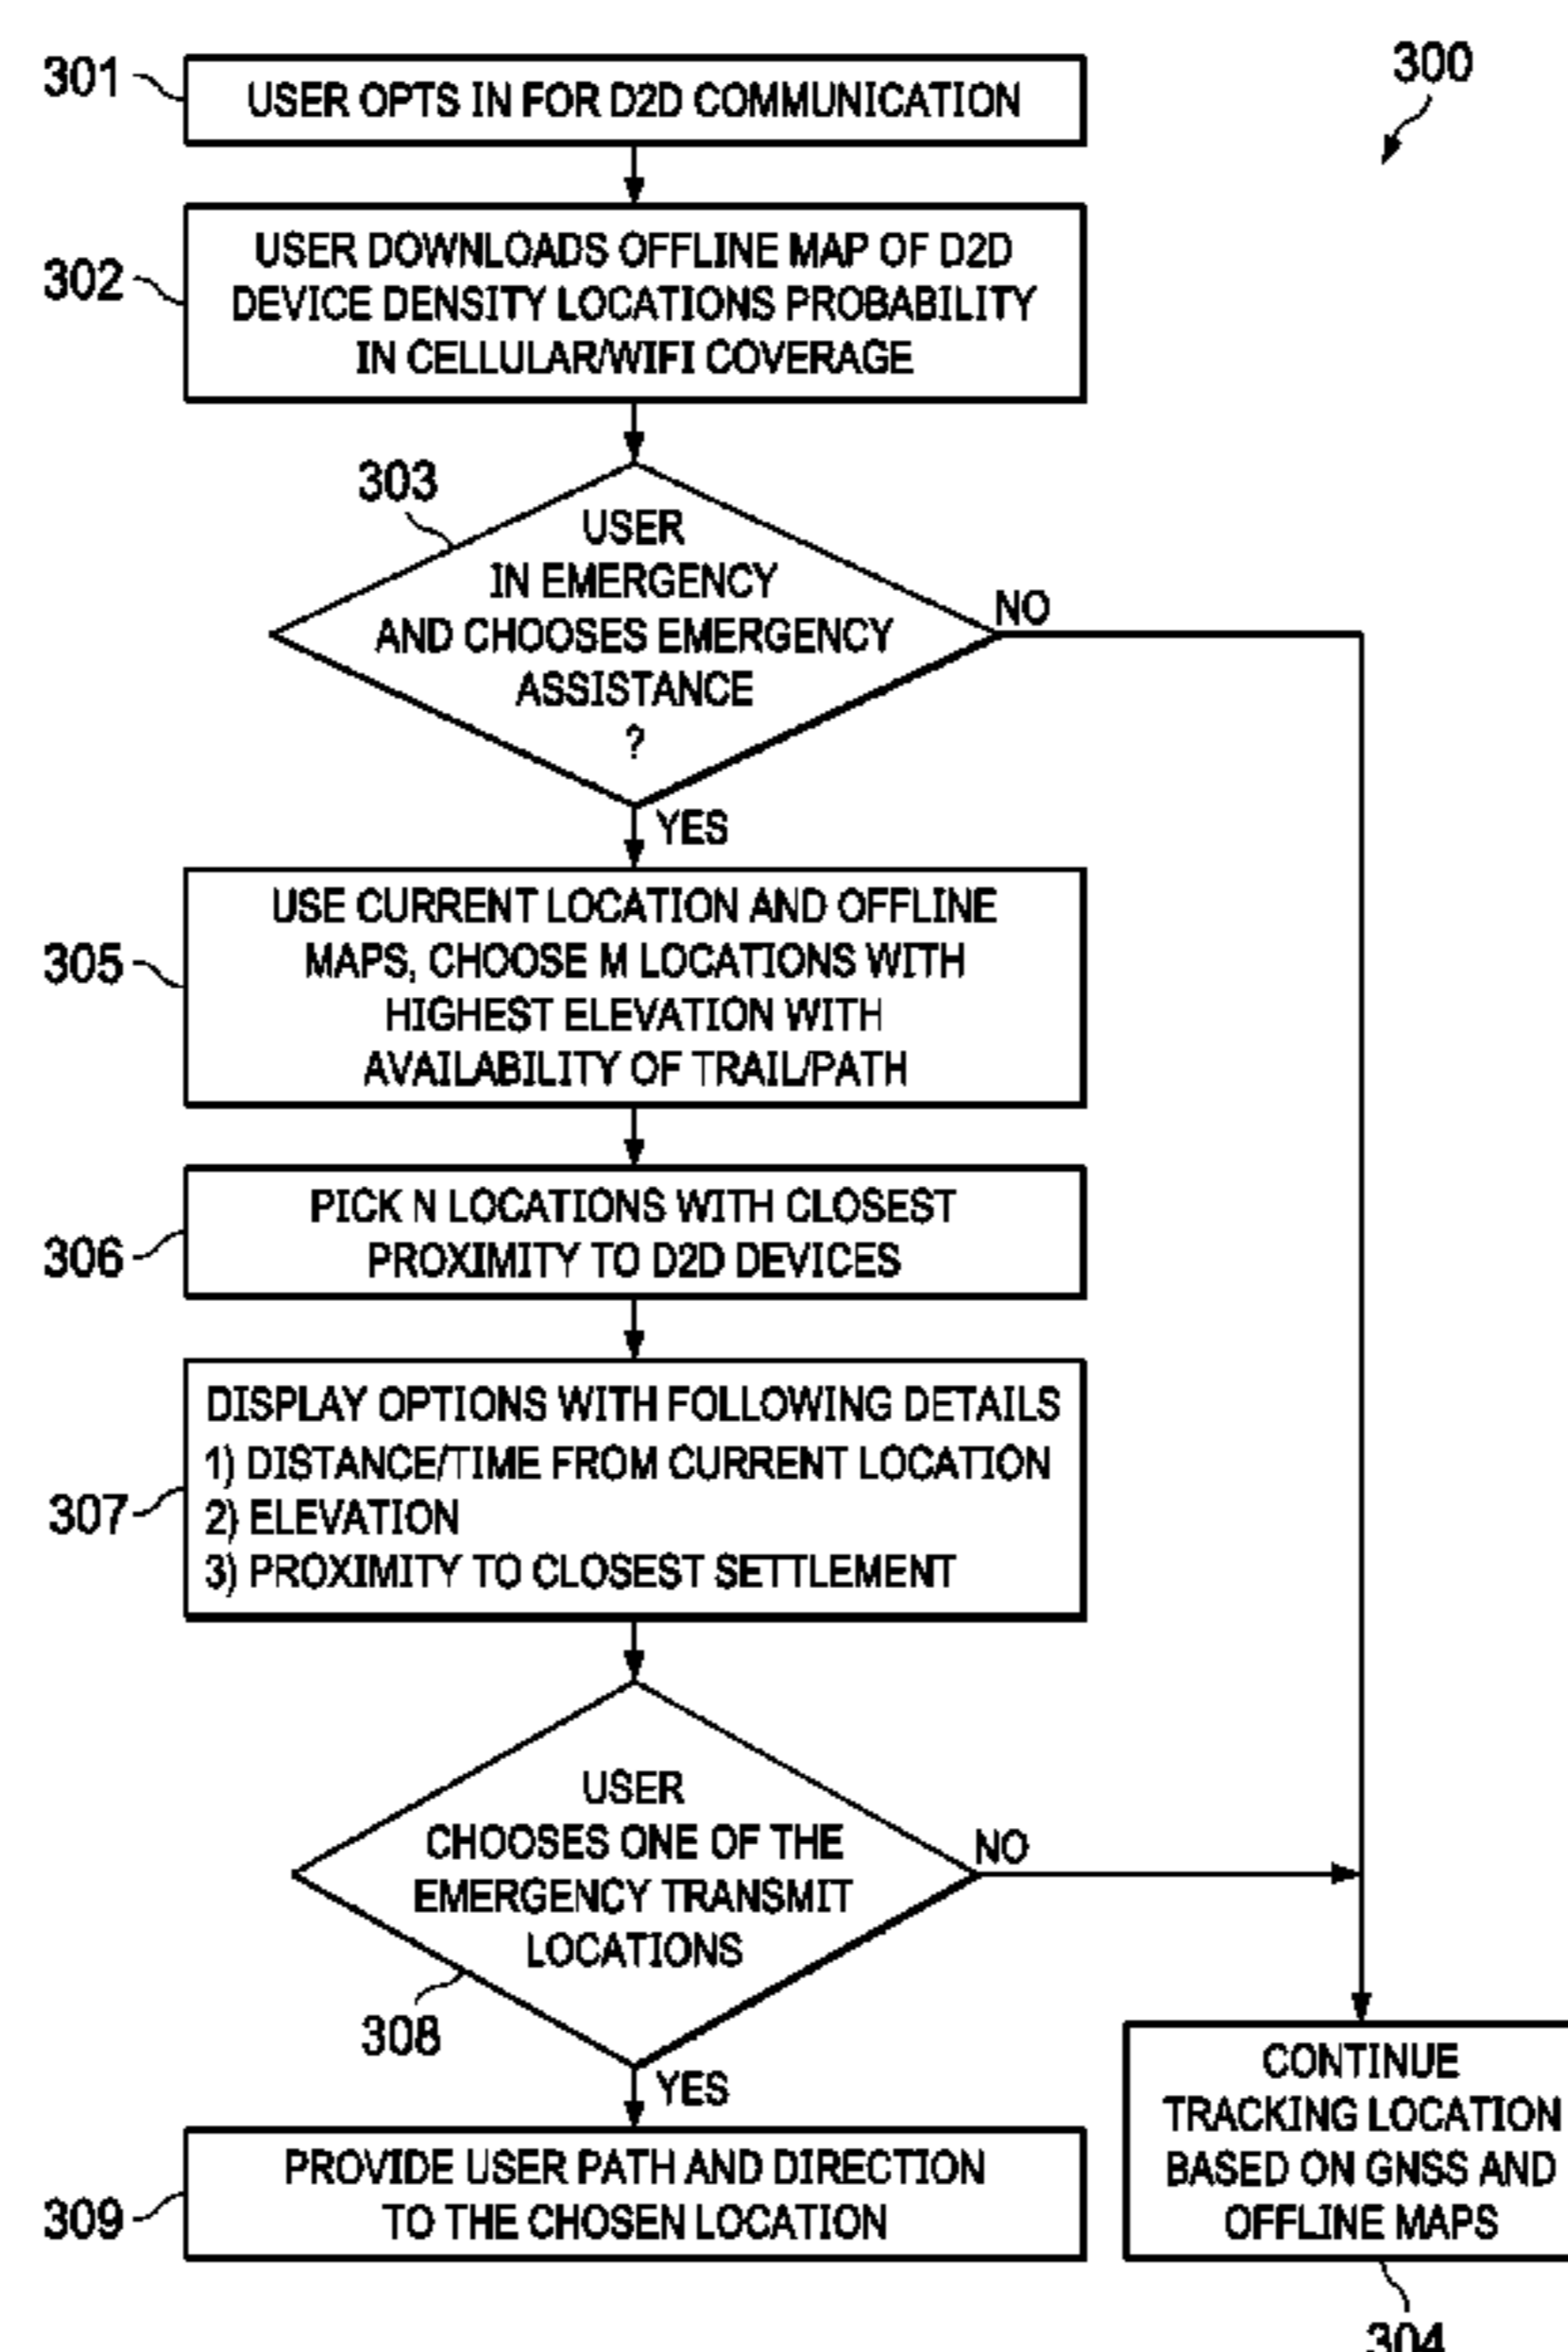 300
301
USER OPTS IN FOR D2D COMMUNICATION
302
USER DOWNLOADS OFFLINE MAP OF D2D
DEVICE DENSITY LOCATIONS PROBABILITY
IN CELLULAR/WIFI COVERAGE
303
USER
IN EMERGENCY
AND CHOOSES EMERGENCY
ASSISTANCE
?
NO
YES
305
USE CURRENT LOCATION AND OFFLINE
MAPS, CHOOSE M LOCATIONS WITH
HIGHEST ELEVATION WITH
AVAILABILITY OF TRAIL/PATH
306
PICK N LOCATIONS WITH CLOSEST
PROXIMITY TO D2D DEVICES
307
DISPLAY OPTIONS WITH FOLLOWING DETAILS
1) DISTANCE/TIME FROM CURRENT LOCATION
2) ELEVATION
3) PROXIMITY TO CLOSEST SETTLEMENT
USER
CHOOSES ONE OF THE
EMERGENCY TRANSMIT
LOCATIONS
308
NO
YES
309
PROVIDE USER PATH AND DIRECTION
TO THE CHOSEN LOCATION
CONTINUE
TRACKING LOCATION
BASED ON GNSS AND
OFFLINE MAPS
304